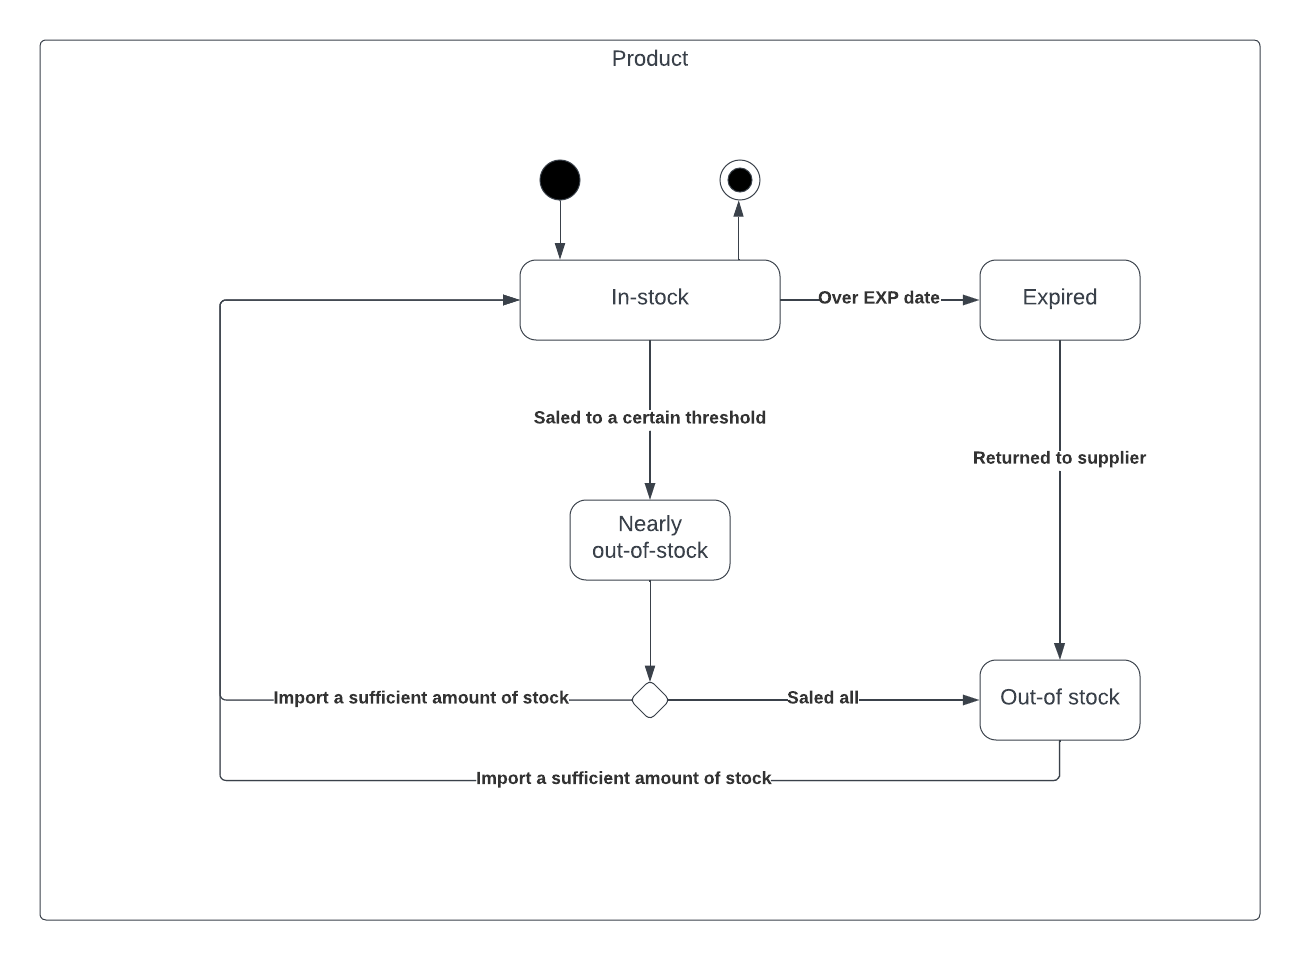 Product
In-stock
Over EXP date
Expired
Saled to a certain threshold
Returned to supplier
Nearly
out-of-stock
Import a sufficient amount of stock
Saled all
Out-of stock
Import a sufficient amount of stock